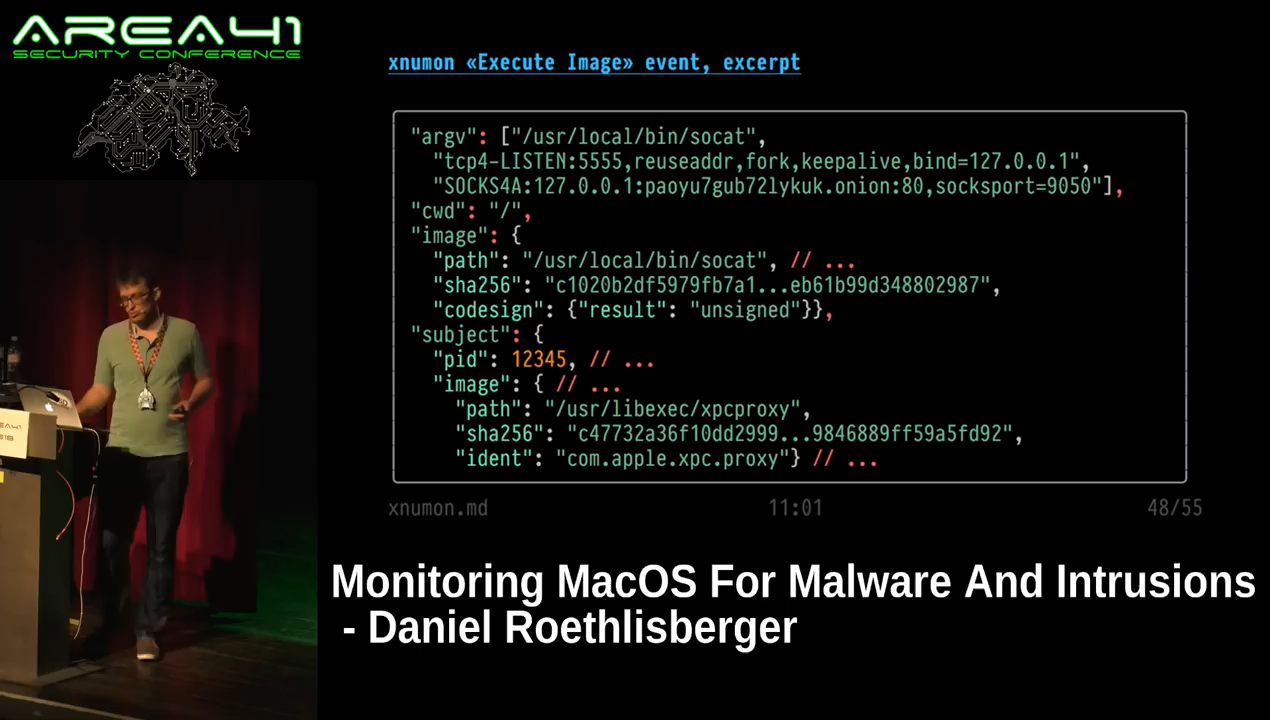 AREA41
SECURITY CONFERENCE
xnumon «Execute Image» event, excerpt
"argv": ["/usr/local/bin/socat",
"tcp4-LISTEN:5555,reuseaddr,fork,keepalive,bind=127.0.0.1",
"SOCKS4A:127.0.0.1:paoyu7gub72lykuk.onion:80,socksport=9050"],
"cwd": "/",
"image": {
"path": "/usr/local/bin/socat", // ...
"sha256": "c1020b2df5979fb7a1...eb61b99d348802987",
"codesign": {"result": "unsigned"}},
"subject": {
"pid": 12345, // ...
"image": { // ...
"path": "/usr/libexec/xpcproxy",
"sha256": "c47732a36f10dd2999...9846889ff59a5fd92",
"ident": "com.apple.xpc.proxy"} // ...
xnumon.md 11:01 48/55
Monitoring MacOS For Malware And Intrusions
- Daniel Roethlisberger